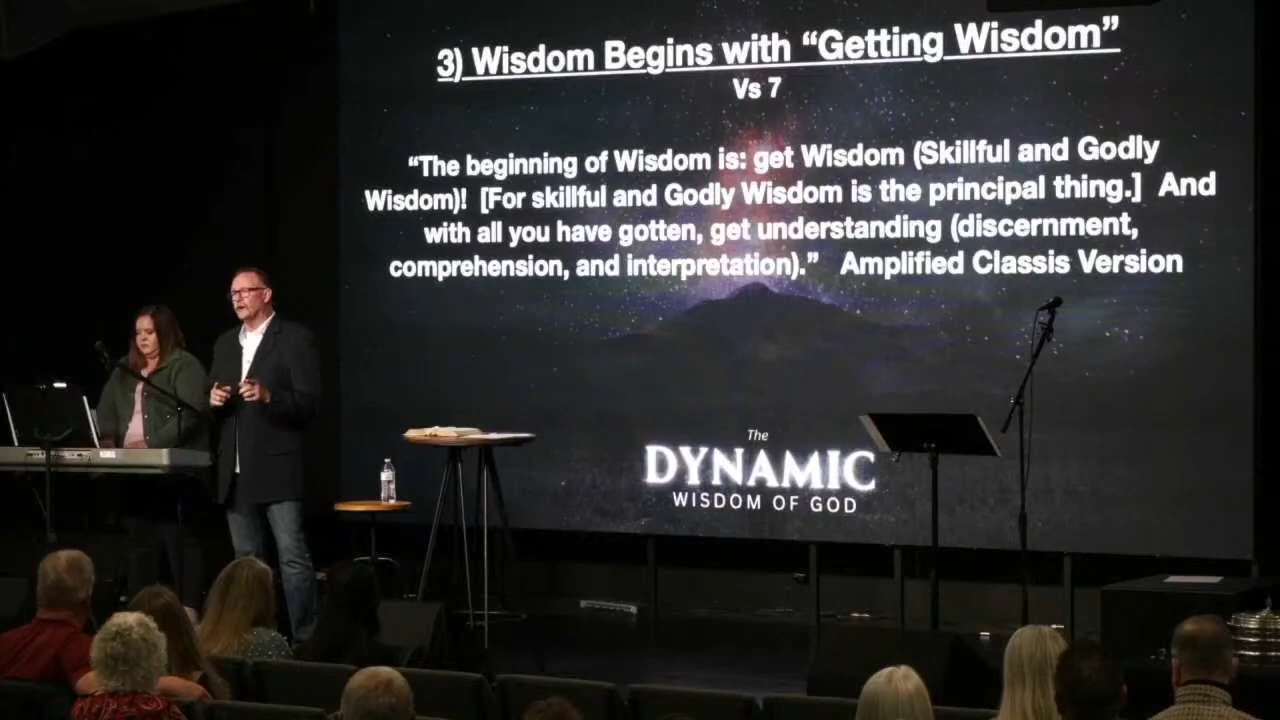 3) Wisdom Begins with “Getting Wisdom”
Vs 7
“The beginning of Wisdom is: get Wisdom (Skillful and Godly
Wisdom)! [For skillful and Godly Wisdom is the principal thing.] And
with all you have gotten, get understanding (discernment,
comprehension, and interpretation).” Amplified Classis Version
The
DYNAMIC
WISDOM OF GOD